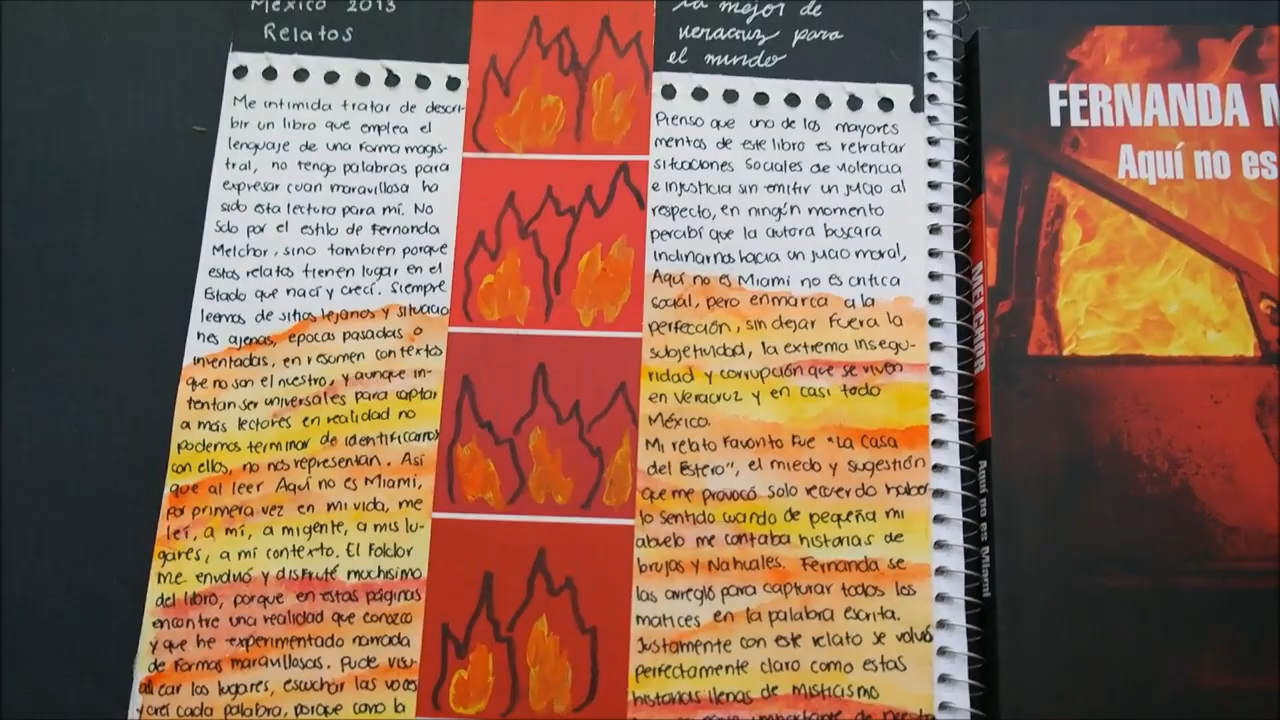 México 2013
Relatos
Me intimida tratar de descri-
bir un libro que emplea el
lenguaje de una forma magis-
tral, no tengo palabras para
expresar cuan maravillosa ha
sido esta lectura para mí. No
solo por el estilo de Fernanda
Melchor, sino tambien porque
estos relatos tienen lugar en el
Estado que nací y crecí. Siempre
leemos de sitios lejanos y situacio
nes ajenas, epocas pasadas o
inventadas, en resumen contextos
que no son el nuestro, y aunque in-
tentan ser universales para captar
a más lectores en realidad no
podemos terminar de identificarnos
con ellos, no nos representan. Así
que al leer Aquí no es Miami,
por primera vez en mi vida, me
leí, a mí, a mi gente, a mis lu-
gares, a mi contexto. El Folclor
me envolvió y disfruté muchisimo
del libro, porque en estas páginas
encontre una realidad que conozco
y que he experimentado narrada
de formas maravillosas. Pude visu-
alizar los lugares, escuchar las voces
y creí cada palabra, porque como la
la mejor de
veracruz para
el mundo
Pienso que uno de los mayores
meritos de este libro es retratar
situaciones sociales de violencia
e injusticia sin emitir un juicio al
respecto, en ningún momento
percibí que la autora buscara
inclinarnos hacia un juicio moral,
Aquí no es Miami no es critica
social, pero enmarca a la
perfección, sin dejar fuera la
subjetividad, la extrema insegu-
ridad y corrupción que se viven
en Veracruz y en casi todo
México.
Mi relato favorito fue "La Casa
del Estero", el miedo y sugestión
que me provocó solo recuerdo haber
lo sentido cuando de pequeña mi
abuelo me contaba historias de
brujas y Nahuales. Fernanda se
las arregló para capturar todos los
matices en la palabra escrita.
Justamente con este relato se volvió
perfectamente claro como estas
historias llenas de Misticismo
importante de nuestra
FERNANDA M
Aquí no es
MELCHOR
Aquí no es Miami